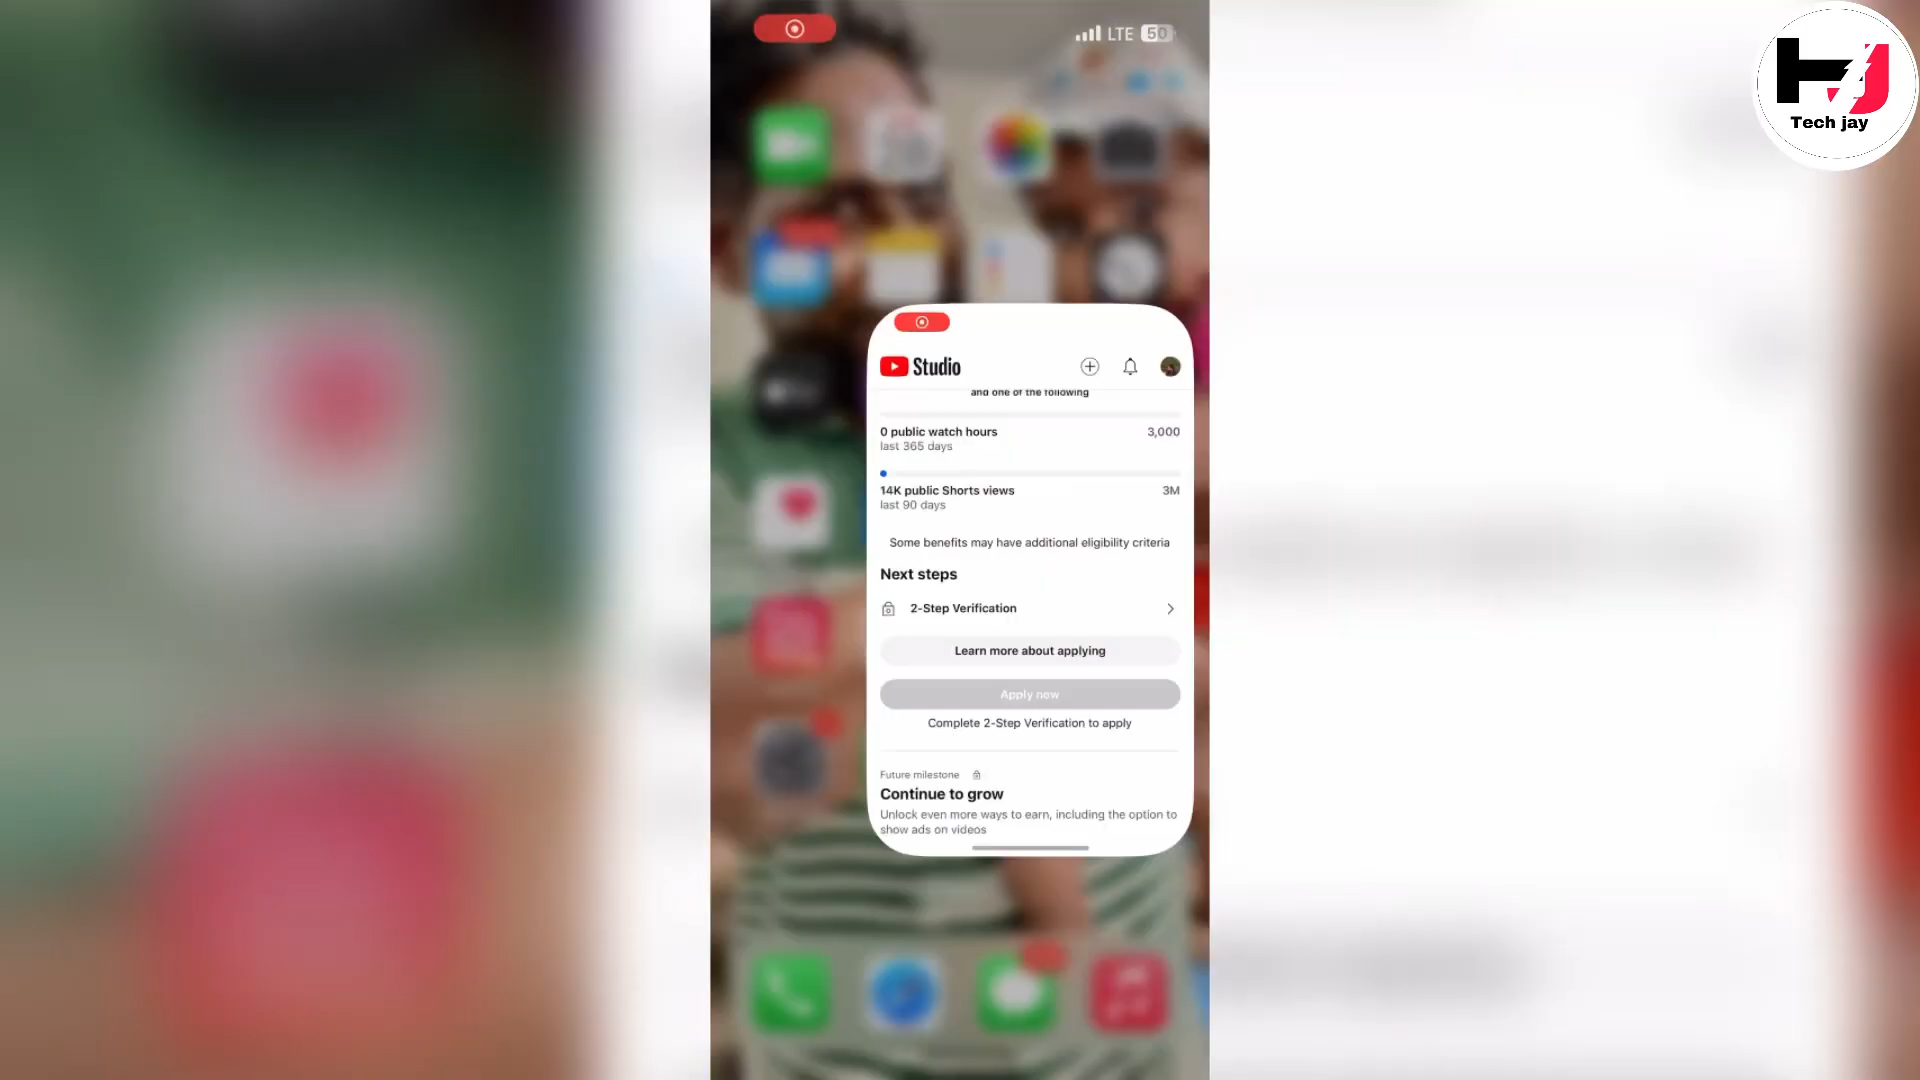 LTE 50
HJ
Tech jay
Studio
and one of the following
0 public watch hours 3,000
last 365 days
14K public Shorts views 3M
last 90 days
Some benefits may have additional eligibility criteria
Next steps
2-Step Verification
Learn more about applying
Apply now
Complete 2-Step Verification to apply
Future milestone
Continue to grow
Unlock even more ways to earn, including the option to
show ads on videos